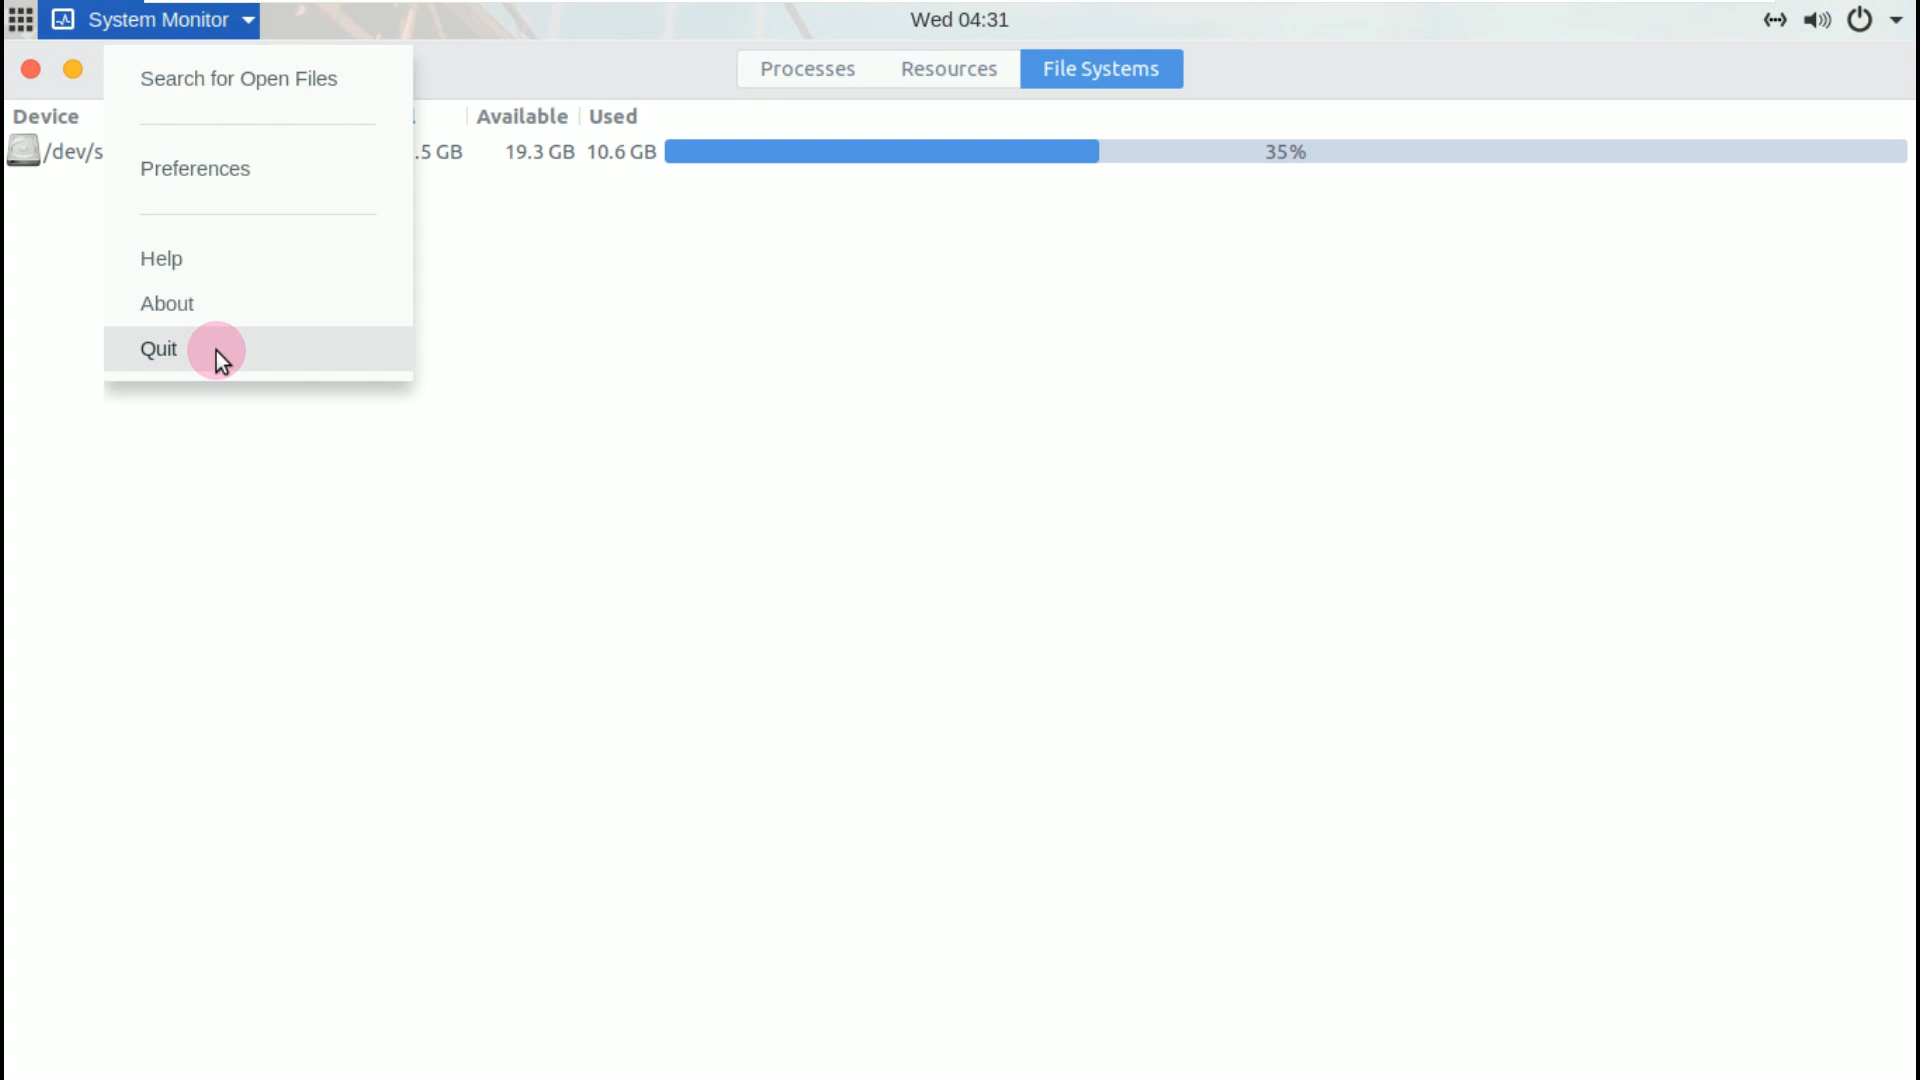 System Monitor
Wed 04:31
Search for Open Files
Processes
Resources
File Systems
Device
Available
Used
/dev/s
.5 GB
19.3 GB
10.6 GB
35%
Preferences
Help
About
Quit